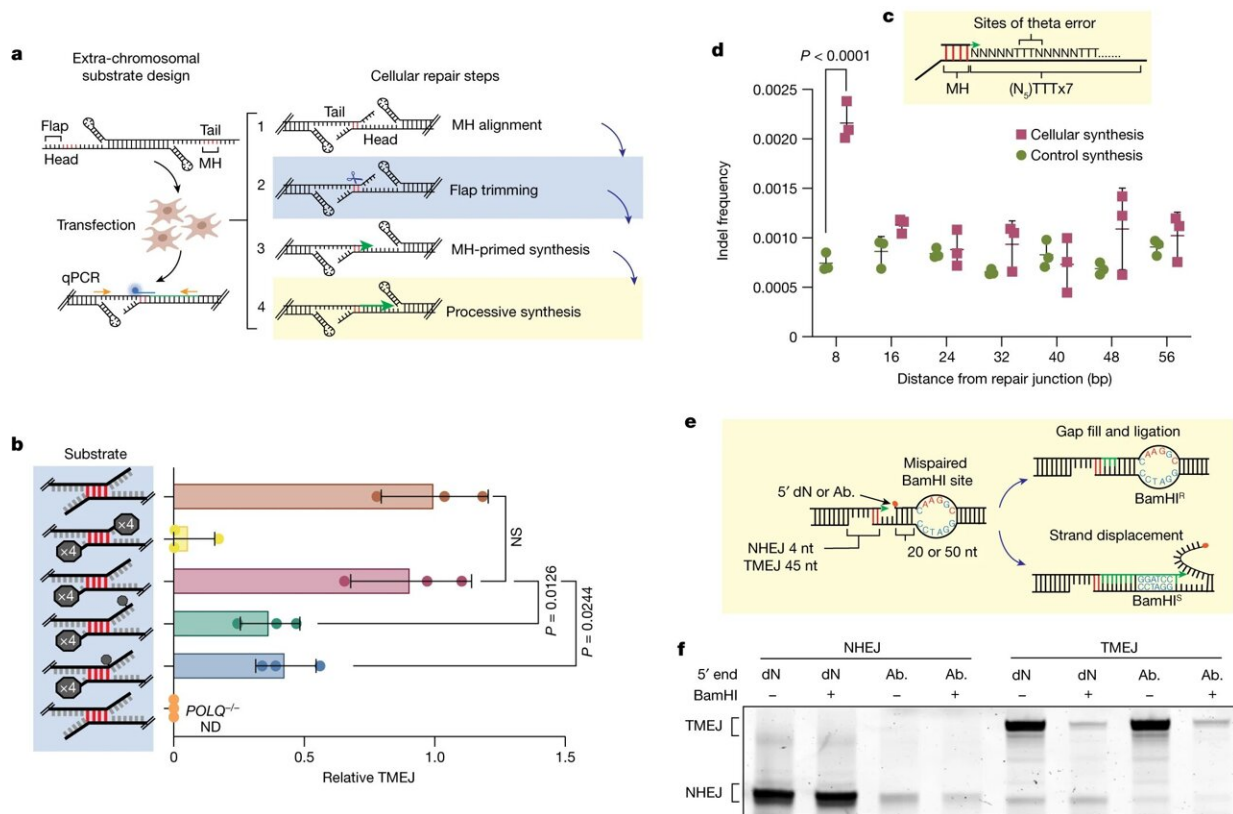 a
Extra-chromosomal
substrate design
Flap
Head
Tail
MH
Transfection
qPCR
Cellular repair steps
1
Tail
Head
MH alignment
2
Flap trimming
3
MH-primed synthesis
4
Processive synthesis
b
Substrate
×4
×4
×4
×4
×4
NS
P = 0.0126
P = 0.0244
POLQ–/–
ND
0
0.5
1.0
1.5
Relative TMEJ
c
Sites of theta error
NNNNNTTTNNNNNTTT.......
MH
(N5)TTTx7
d
P < 0.0001
0.0025
0.0020
0.0015
0.0010
0.0005
0
Indel frequency
Cellular synthesis
Control synthesis
8
16
24
32
40
48
56
Distance from repair junction (bp)
e
Mispaired
BamHI site
5′ dN or Ab.
CAAGGC
CCTAGG
NHEJ 4 nt
TMEJ 45 nt
20 or 50 nt
Gap fill and ligation
CAAGGC
CCTAGG
BamHIR
Strand displacement
GGATCC
CCTAGG
BamHIS
f
NHEJ
TMEJ
5′ end
dN
dN
Ab.
Ab.
dN
dN
Ab.
Ab.
BamHI
–
+
–
+
–
+
–
+
TMEJ
NHEJ